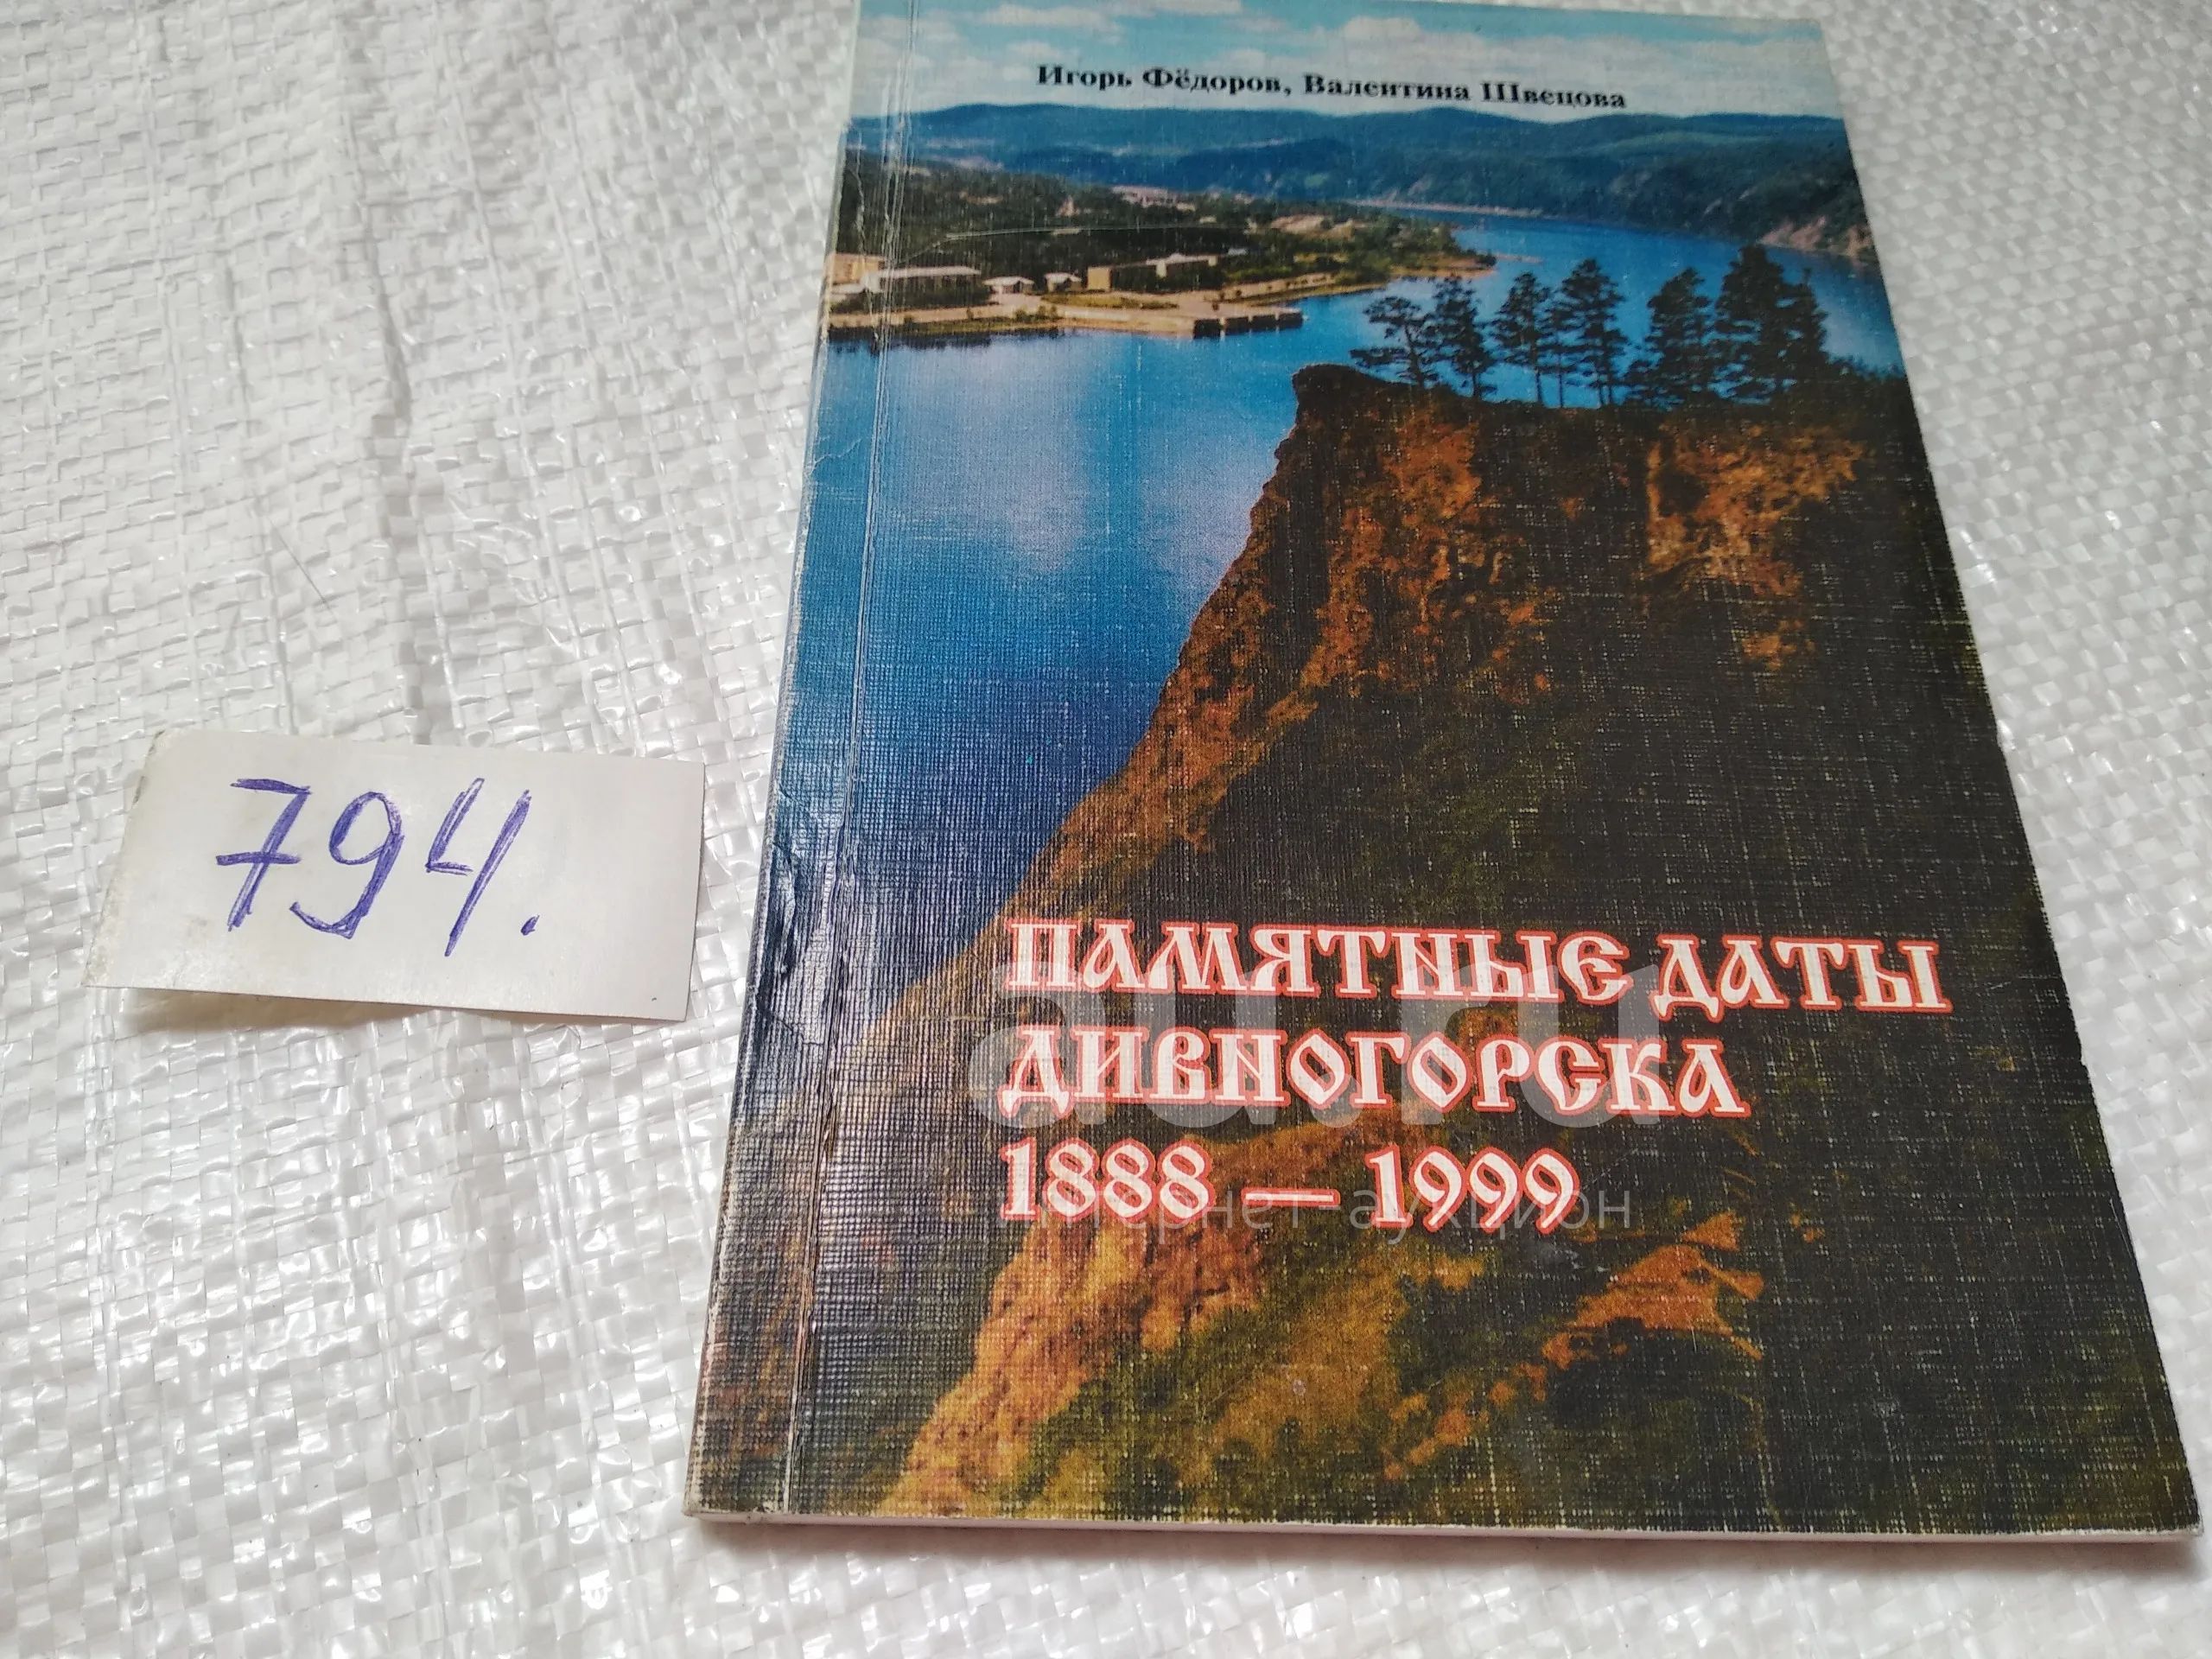 Игорь Фёдоров, Валентина Швецова
794.
ПАМЯТНЫЕ ДАТЫ
ДИВНОГОРСКА
1888 — 1999
au.ru
интернет-аукцион